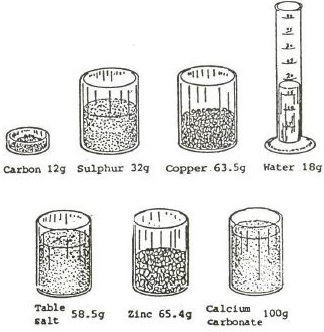 Carbon 12g Sulphur 32g Copper 63.5g Water 18g
Table salt 58.5g Zinc 65.4g Calcium carbonate 100g